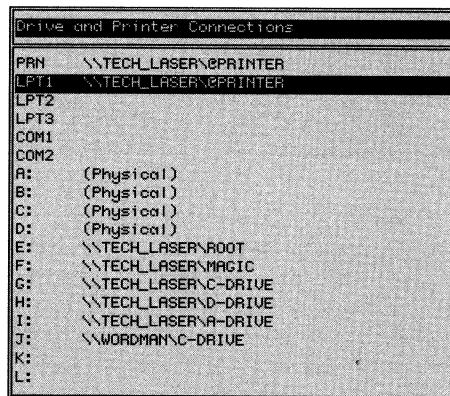 Drive and Printer Connections
PRN \\TECH_LASER\@PRINTER
LPT1 \\TECH_LASER\@PRINTER
LPT2
LPT3
COM1
COM2
A: (Physical)
B: (Physical)
C: (Physical)
D: (Physical)
E: \\TECH_LASER\ROOT
F: \\TECH_LASER\MAGIC
G: \\TECH_LASER\C-DRIVE
H: \\TECH_LASER\D-DRIVE
I: \\TECH_LASER\A-DRIVE
J: \\WORDMAN\C-DRIVE
K:
L: